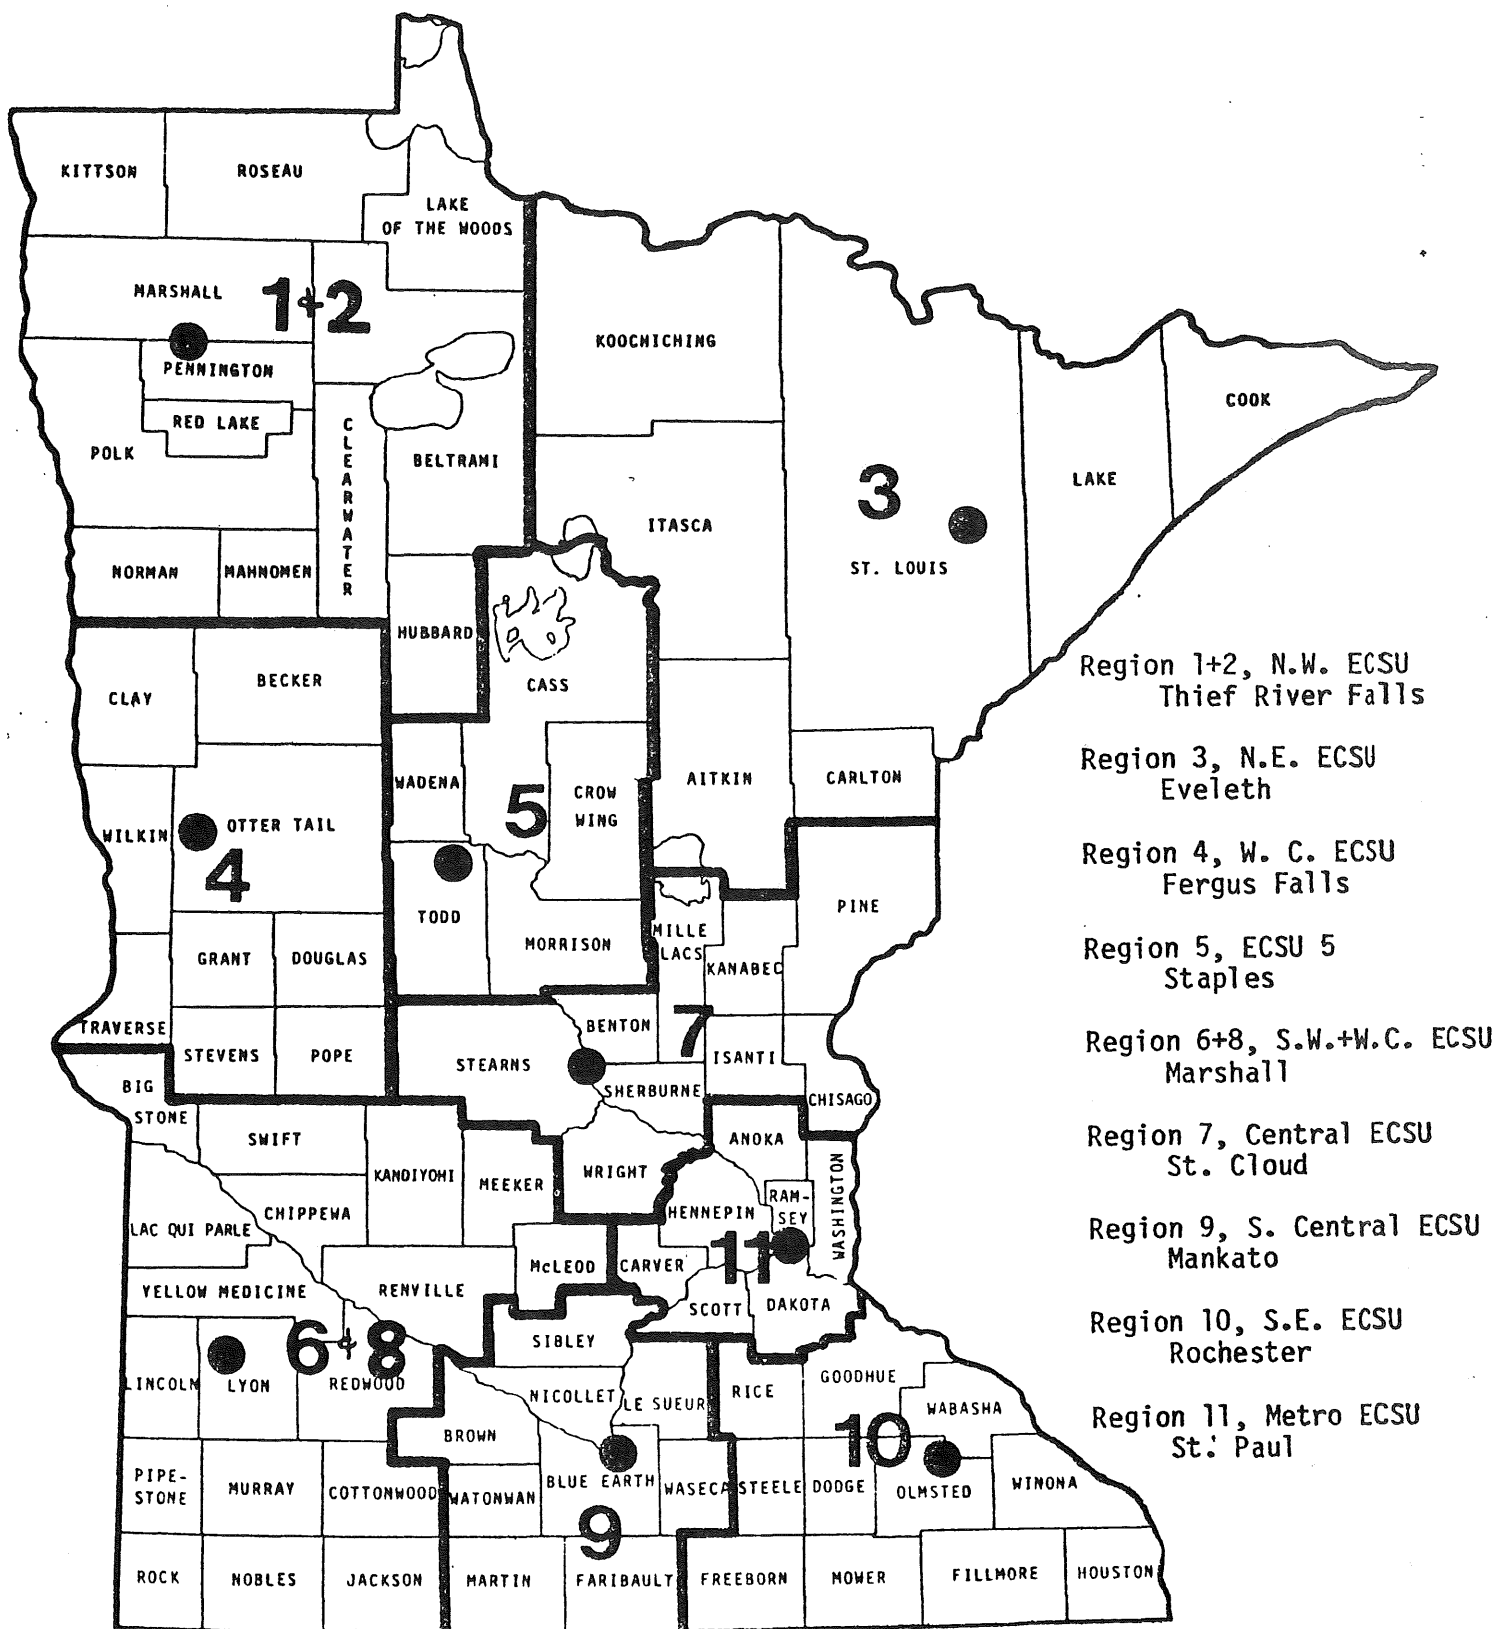 KITTSON
ROSEAU
LAKE
OF THE WOODS
MARSHALL
1+2
KOOCHICHING
PENNINGTON
COOK
RED LAKE
CLEARWATER
POLK
BELTRAMI
3
LAKE
ITASCA
ST. LOUIS
NORMAN
MAHNOMEN
HUBBARD
CASS
CLAY
BECKER
WADENA
5
CROW
WING
AITKIN
CARLTON
WILKIN
OTTER TAIL
4
TODD
PINE
MORRISON
MILLE
LACS
KANABEC
GRANT
DOUGLAS
TRAVERSE
STEVENS
POPE
BENTON
7
STEARNS
ISANTI
SHERBURNE
CHISAGO
BIG
STONE
SWIFT
ANOKA
KANDIYOHI
MEEKER
WRIGHT
WASHINGTON
RAM-
SEY
HENNEPIN
CHIPPEWA
LAC QUI PARLE
11
McLEOD
CARVER
YELLOW MEDICINE
RENVILLE
SCOTT
DAKOTA
6+8
SIBLEY
LINCOLN
LYON
REDWOOD
NICOLLET
LE SUEUR
RICE
GOODHUE
WABASHA
BROWN
10
PIPE-
STONE
MURRAY
COTTONWOOD
WATONWAN
BLUE EARTH
WASECA
STEELE
DODGE
OLMSTED
WINONA
9
ROCK
NOBLES
JACKSON
MARTIN
FARIBAULT
FREEBORN
MOWER
FILLMORE
HOUSTON
Region 1+2, N.W. ECSU
Thief River Falls
Region 3, N.E. ECSU
Eveleth
Region 4, W. C. ECSU
Fergus Falls
Region 5, ECSU 5
Staples
Region 6+8, S.W.+W.C. ECSU
Marshall
Region 7, Central ECSU
St. Cloud
Region 9, S. Central ECSU
Mankato
Region 10, S.E. ECSU
Rochester
Region 11, Metro ECSU
St. Paul